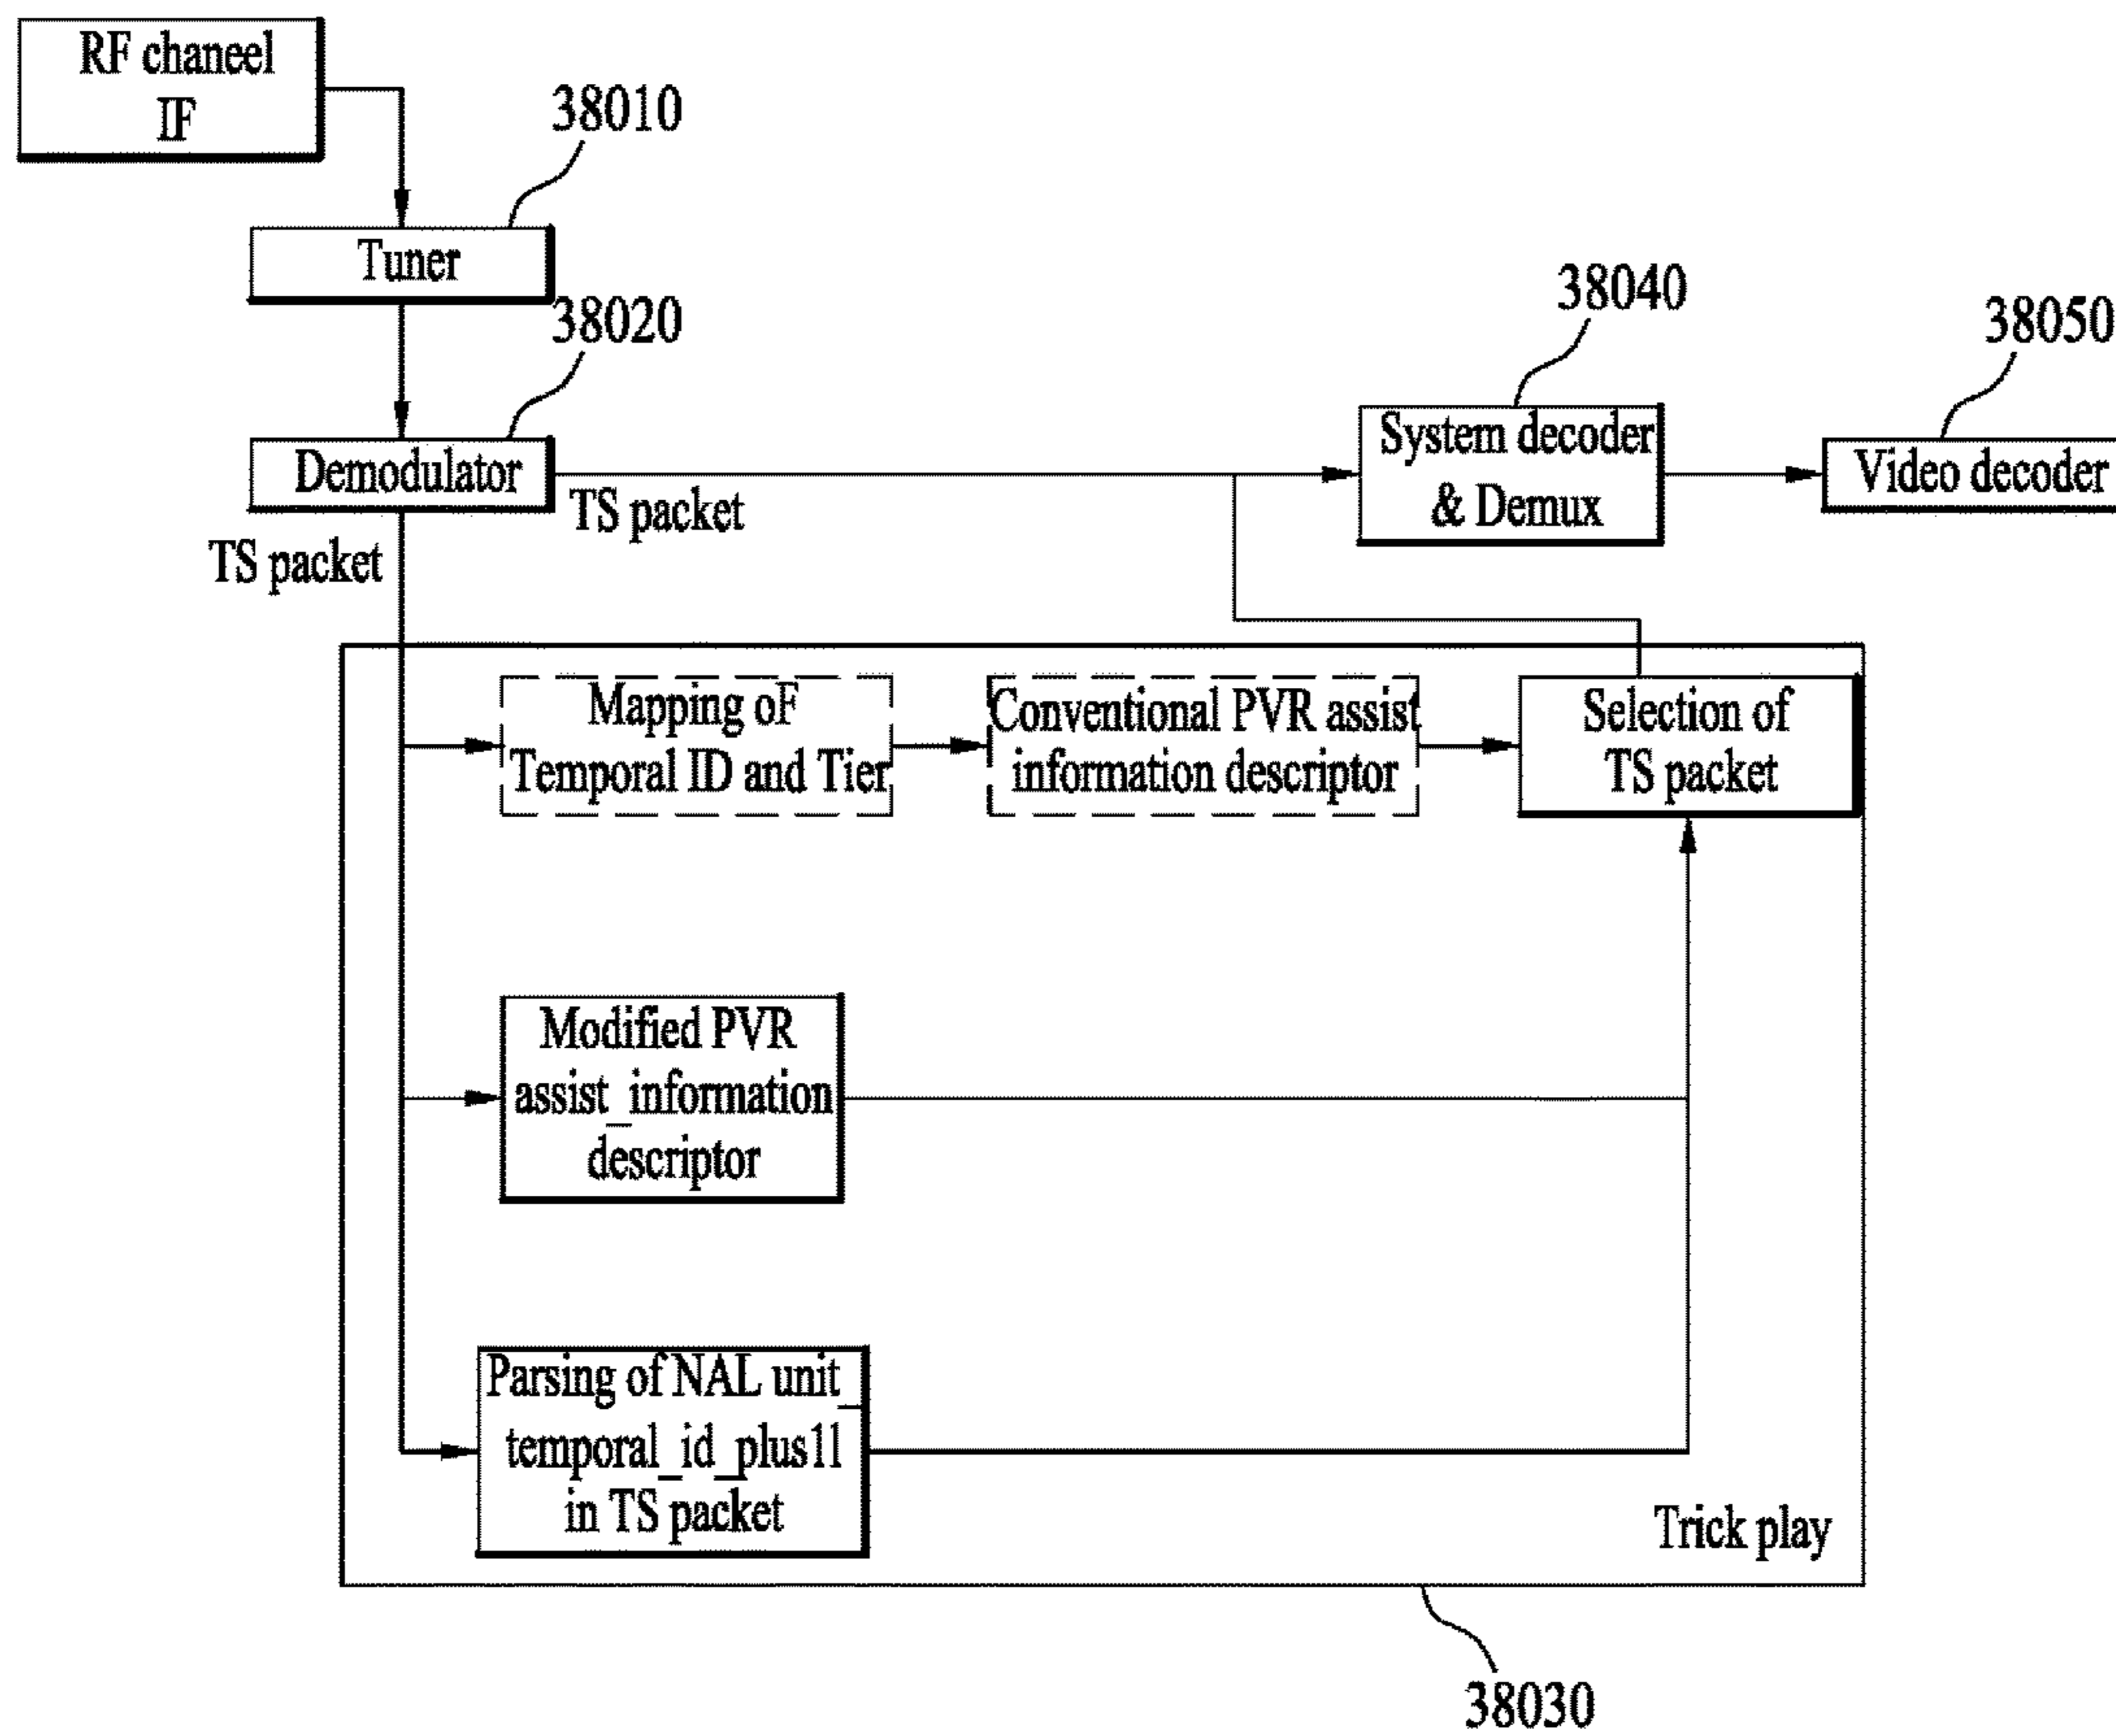 RF chaneel
IF
38010
Tuner
38020
Demodulator
TS packet
TS packet
38040
System decoder
& Demux
38050
Video decoder
Mapping oF
Temporal ID and Tier
Conventional PVR assist
information descriptor
Selection of
TS packet
Modified PVR
assist_information
descriptor
Parsing of NAL unit_
temporal_id_plus1l
in TS packet
Trick play
38030